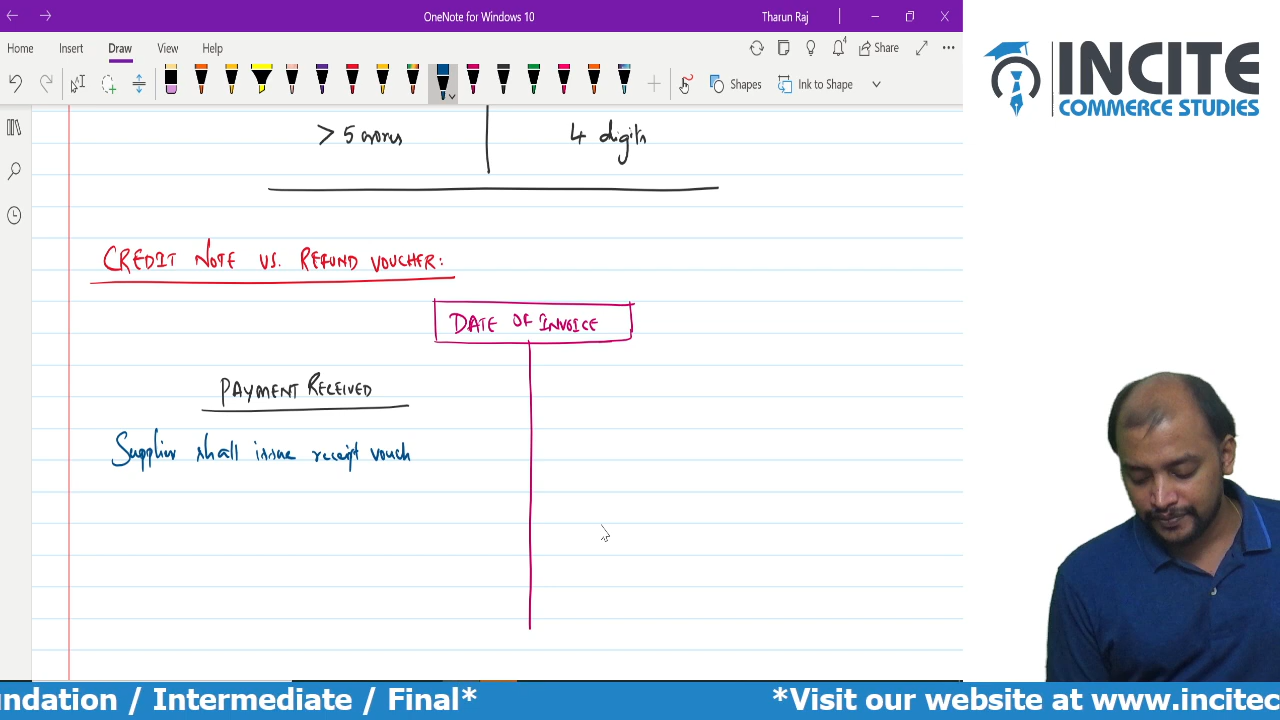 OneNote for Windows 10
Tharun Raj
Home Insert Draw View Help
4
Share
Shapes
Ink to Shape
INCITE
COMMERCE STUDIES
> 5 crores
4 digits
CREDIT NOTE VS. REFUND VOUCHER:
DATE OF INVOICE
PAYMENT RECEIVED
Supplier shall issue receipt vouch
undation / Intermediate / Final* *Visit our website at www.incitec